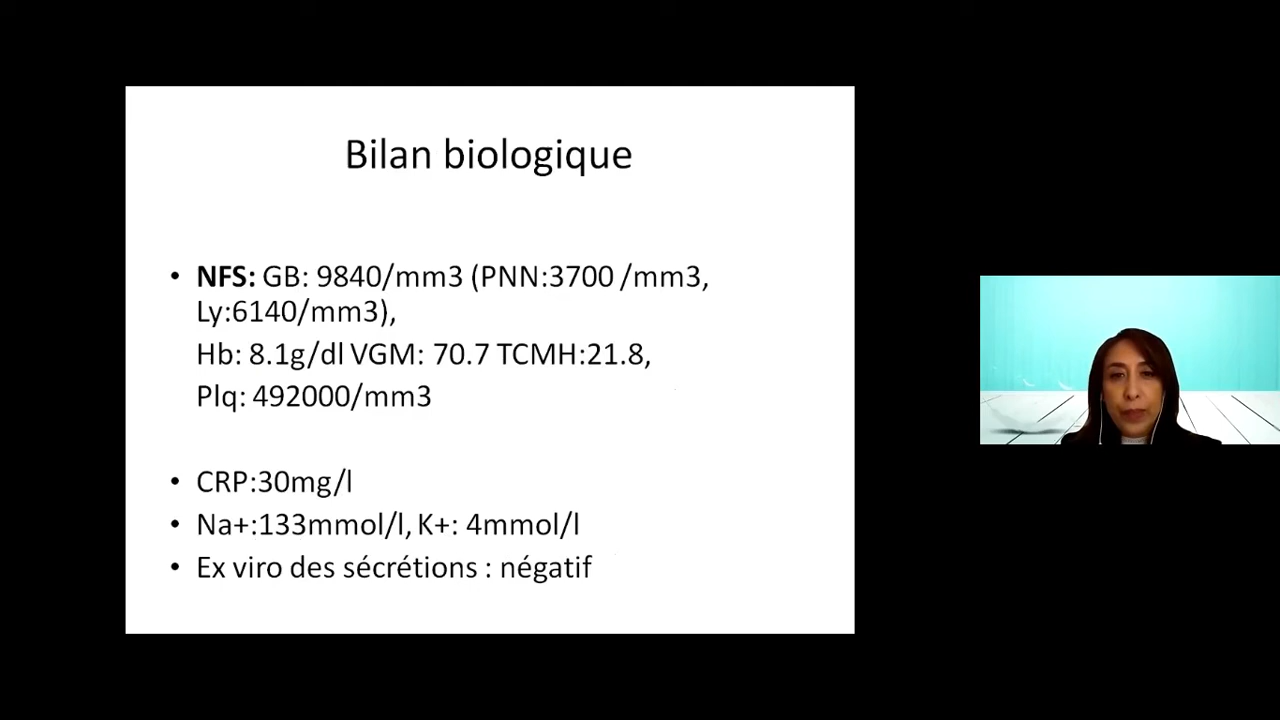 Bilan biologique
• NFS: GB: 9840/mm3 (PNN:3700 /mm3,
Ly:6140/mm3),
Hb: 8.1g/dl VGM: 70.7 TCMH:21.8,
Plq: 492000/mm3
• CRP:30mg/l
• Na+:133mmol/l, K+: 4mmol/l
• Ex viro des sécrétions : négatif